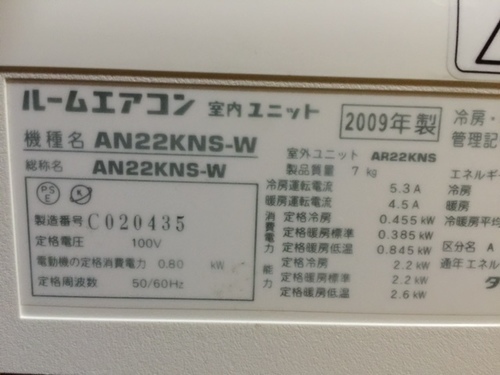 ルームエアコン 室内ユニット 2009年製 冷房・
機種名 AN22KNS-W 管理記
総称名 AN22KNS-W
室外ユニット AR22KNS
製品質量 7 kg エネルギ
冷房運転電流 5.3 A 冷房
暖房運転電流 4.5 A 暖房
消費電力 定格冷房 0.455 kW 冷暖房平均
定格暖房標準 0.385 kW
定格暖房低温 0.845 kW 区分名 A
能力 定格冷房 2.2 kW 通年エネル
定格暖房標準 2.2 kW
定格暖房低温 2.6 kW
PS
E
製造番号 C020435
定格電圧 100V
電動機の定格消費電力 0.80 kW
定格周波数 50/60Hz